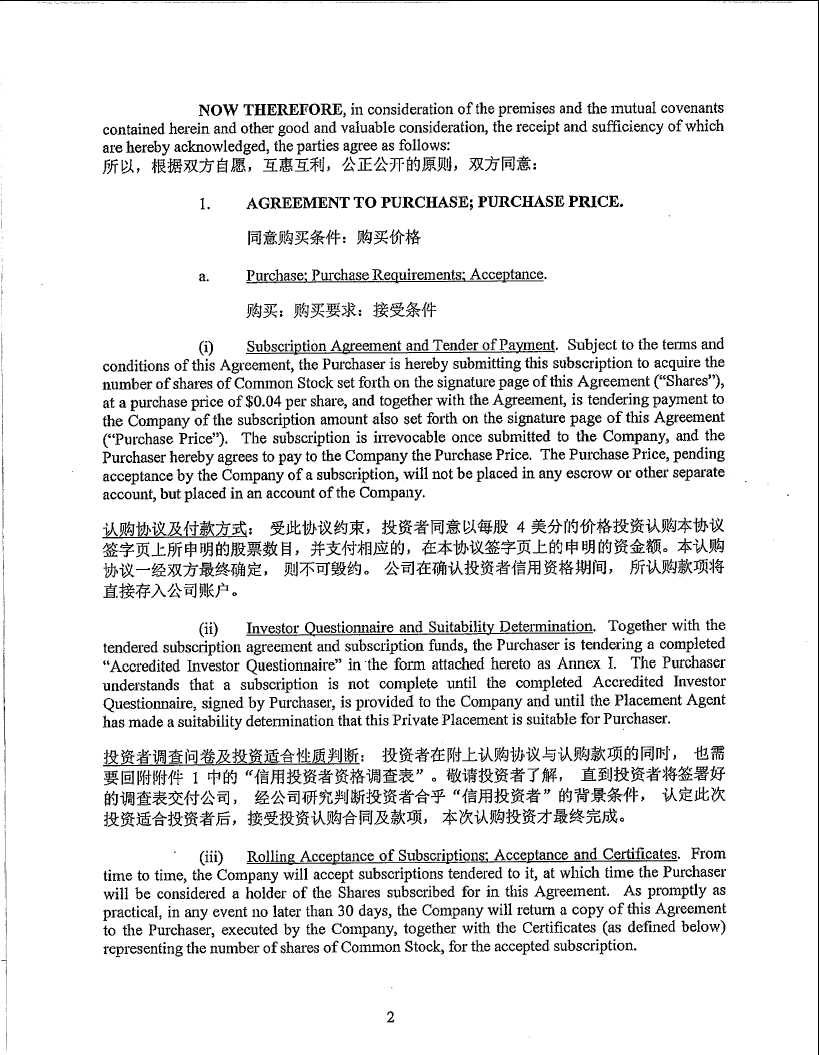 NOW THEREFORE, in consideration of the premises and the mutual covenants
contained herein and other good and valuable consideration, the receipt and sufficiency of which
are hereby acknowledged, the parties agree as follows:
所以，根据双方自愿，互惠互利，公正公开的原则，双方同意：
1. AGREEMENT TO PURCHASE; PURCHASE PRICE.
同意购买条件：购买价格
a. Purchase; Purchase Requirements; Acceptance.
购买；购买要求：接受条件
(i) Subscription Agreement and Tender of Payment. Subject to the terms and
conditions of this Agreement, the Purchaser is hereby submitting this subscription to acquire the
number of shares of Common Stock set forth on the signature page of this Agreement (“Shares”),
at a purchase price of $0.04 per share, and together with the Agreement, is tendering payment to
the Company of the subscription amount also set forth on the signature page of this Agreement
(“Purchase Price”). The subscription is irrevocable once submitted to the Company, and the
Purchaser hereby agrees to pay to the Company the Purchase Price. The Purchase Price, pending
acceptance by the Company of a subscription, will not be placed in any escrow or other separate
account, but placed in an account of the Company.
认购协议及付款方式： 受此协议约束，投资者同意以每股 4 美分的价格投资认购本协议
签字页上所申明的股票数目，并支付相应的，在本协议签字页上的申明的资金额。本认购
协议一经双方最终确定， 则不可毁约。 公司在确认投资者信用资格期间， 所认购款项将
直接存入公司账户。
(ii) Investor Questionnaire and Suitability Determination. Together with the
tendered subscription agreement and subscription funds, the Purchaser is tendering a completed
“Accredited Investor Questionnaire” in the form attached hereto as Annex I. The Purchaser
understands that a subscription is not complete until the completed Accredited Investor
Questionnaire, signed by Purchaser, is provided to the Company and until the Placement Agent
has made a suitability determination that this Private Placement is suitable for Purchaser.
投资者调查问卷及投资适合性质判断： 投资者在附上认购协议与认购款项的同时， 也需
要回附附件 1 中的“信用投资者资格调查表”。敬请投资者了解， 直到投资者将签署好
的调查表交付公司， 经公司研究判断投资者合乎“信用投资者”的背景条件， 认定此次
投资适合投资者后，接受投资认购合同及款项， 本次认购投资才最终完成。
(iii) Rolling Acceptance of Subscriptions; Acceptance and Certificates. From
time to time, the Company will accept subscriptions tendered to it, at which time the Purchaser
will be considered a holder of the Shares subscribed for in this Agreement. As promptly as
practical, in any event no later than 30 days, the Company will return a copy of this Agreement
to the Purchaser, executed by the Company, together with the Certificates (as defined below)
representing the number of shares of Common Stock, for the accepted subscription.
2